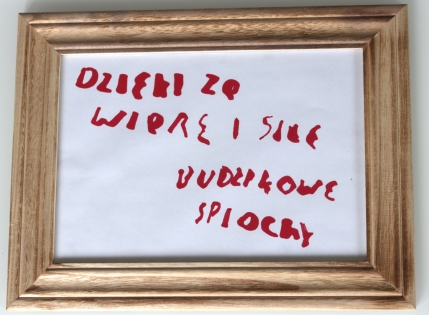 DZIĘKI ZA
WIARĘ I SIŁĘ
BUDZIKOWE
ŚPIOCHY